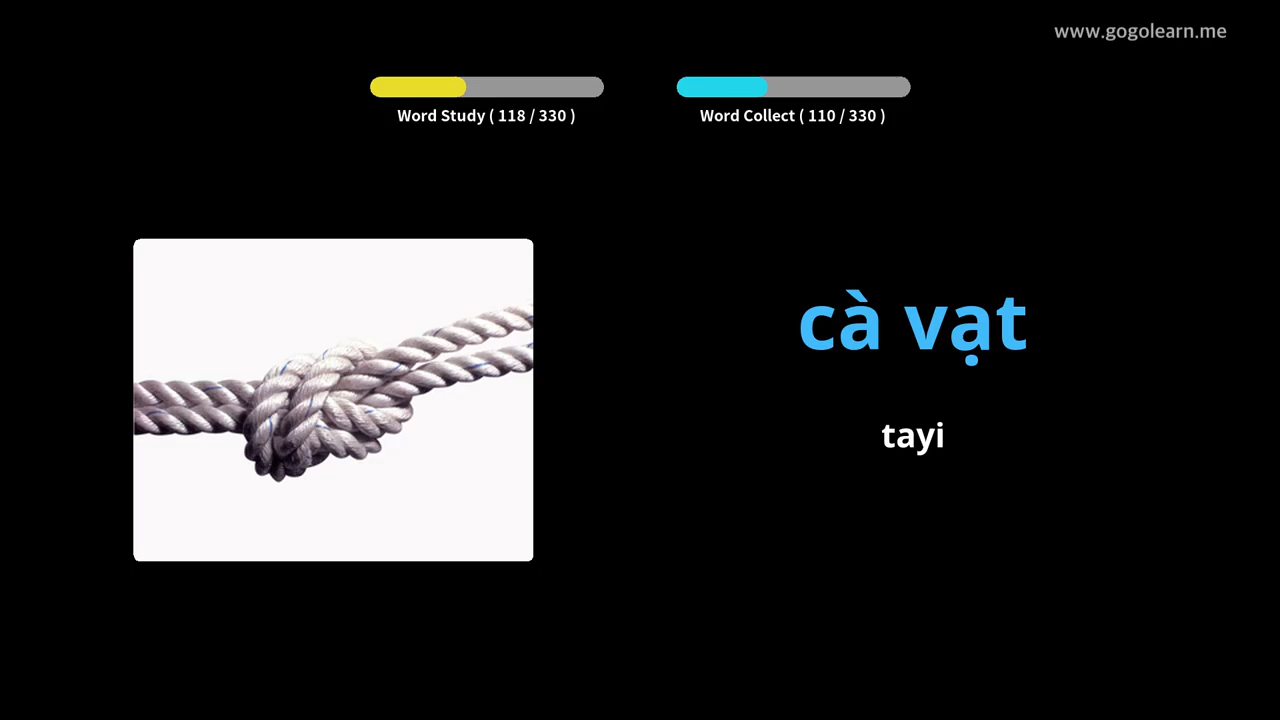 www.gogolearn.me
Word Study ( 118 / 330 )
Word Collect ( 110 / 330 )
cà vạt
tayi